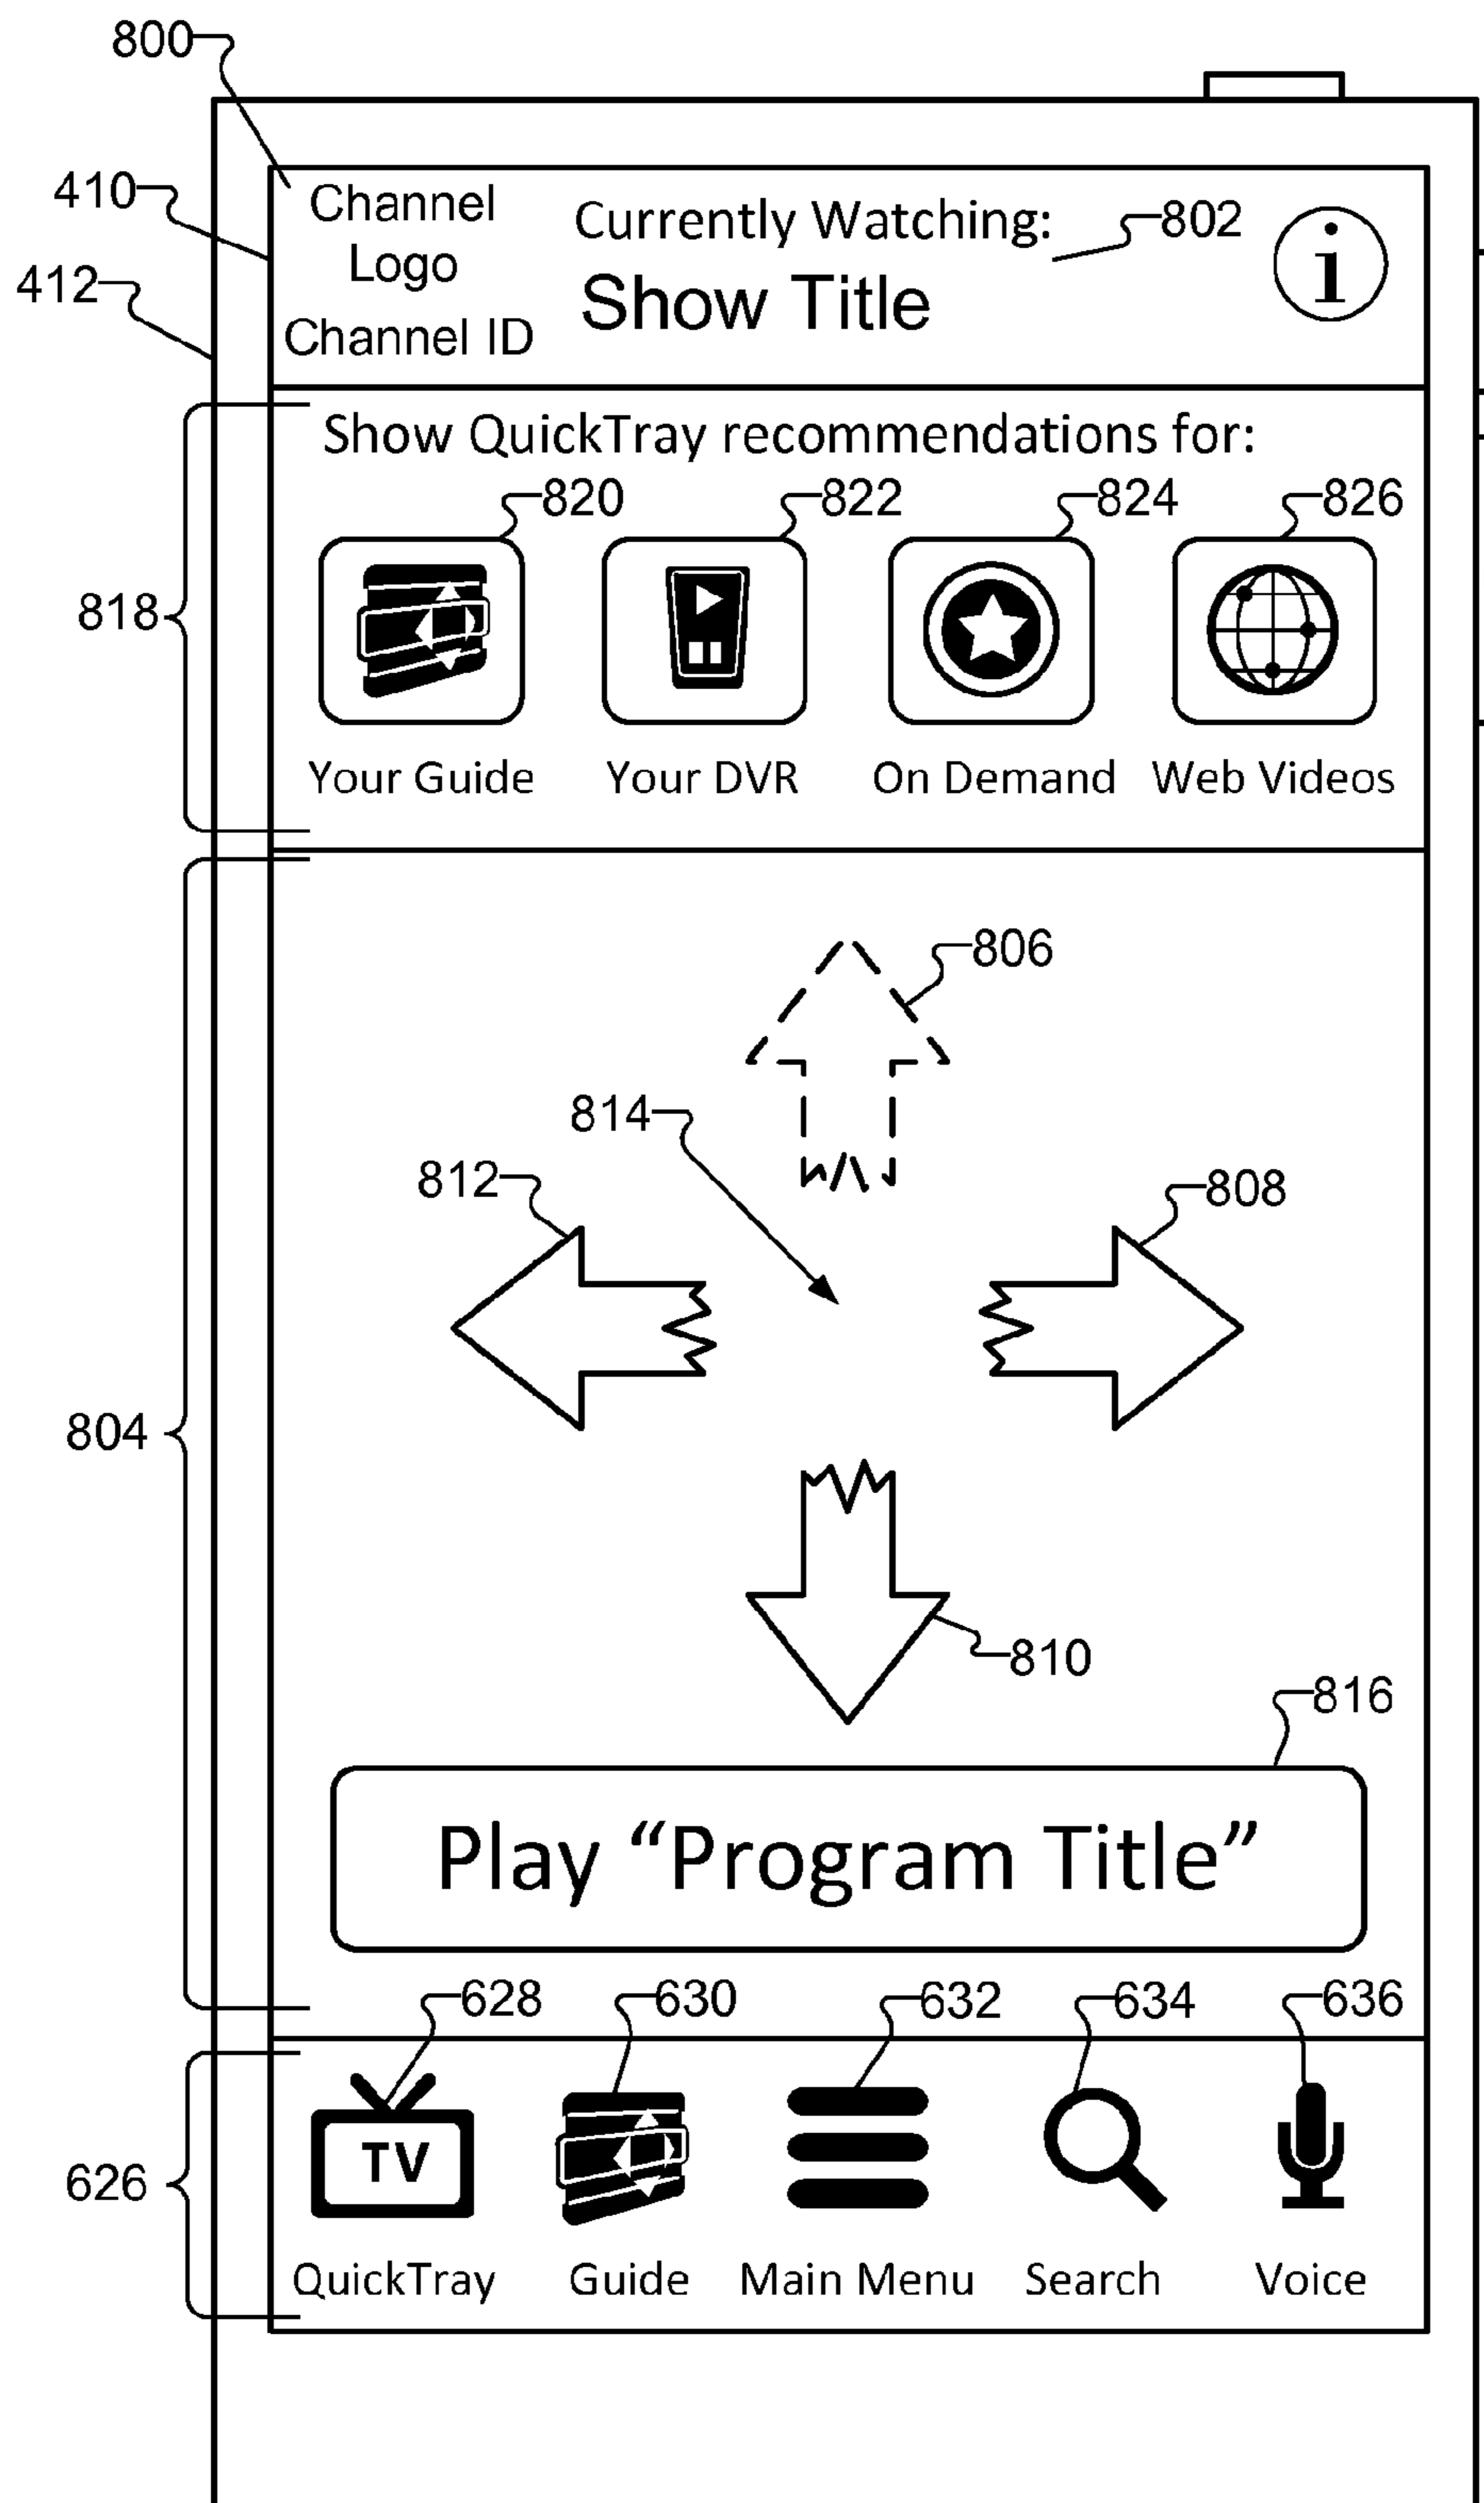 800
410
412
Channel
Logo
Channel ID
Currently Watching:
Show Title
802
i
Show QuickTray recommendations for:
820
822
824
826
818
Your Guide
Your DVR
On Demand
Web Videos
806
814
812
808
804
810
816
Play “Program Title”
628
630
632
634
636
TV
626
QuickTray
Guide
Main Menu
Search
Voice